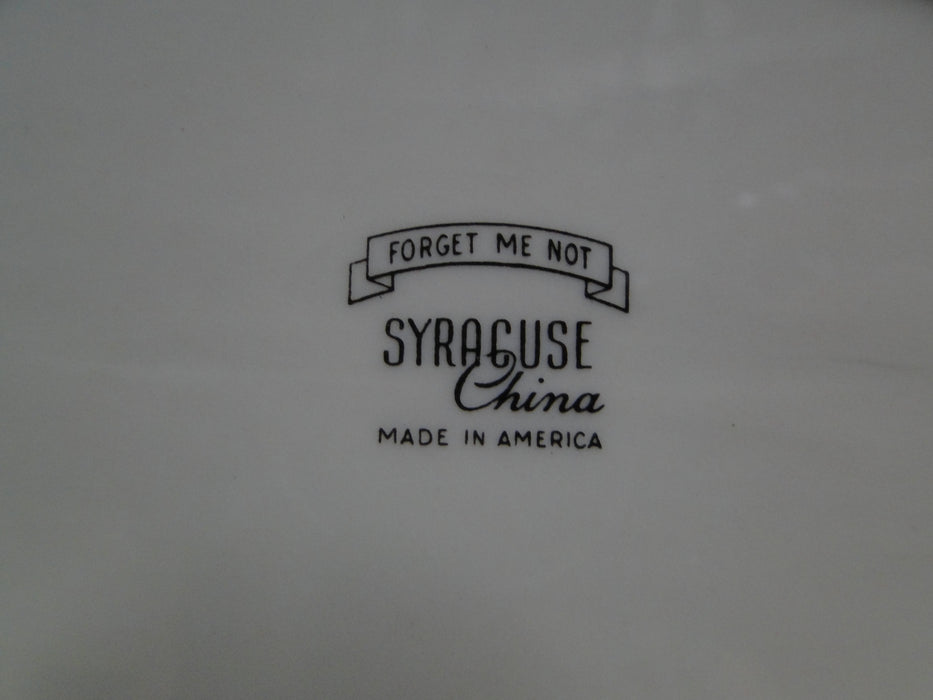 FORGET ME NOT
SYRACUSE
China
MADE IN AMERICA